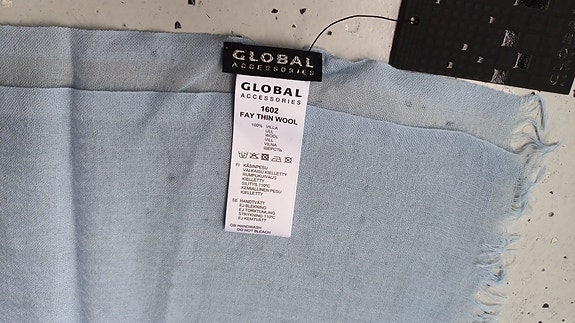 GLOBAL
ACCESSORIES
GLOBAL
ACCESSORIES
1602
FAY THIN WOOL
100% VILLA
ULL
WOOL
VILL
VILNA
ШЕРСТЬ
FI KÄSINPESU
VALKAISU KIELLETTY
RUMPUKUIVAUS
KIELLETTY
SILITYS 110°C
KEMIALLINEN PESU
KIELLETTY
SE HANDTVÄTT
EJ BLEKNING
EJ TORKTUMLING
STRYKNING 110°C
EJ KEMTVÄTT
GB HANDWASH
DO NOT BLEACH